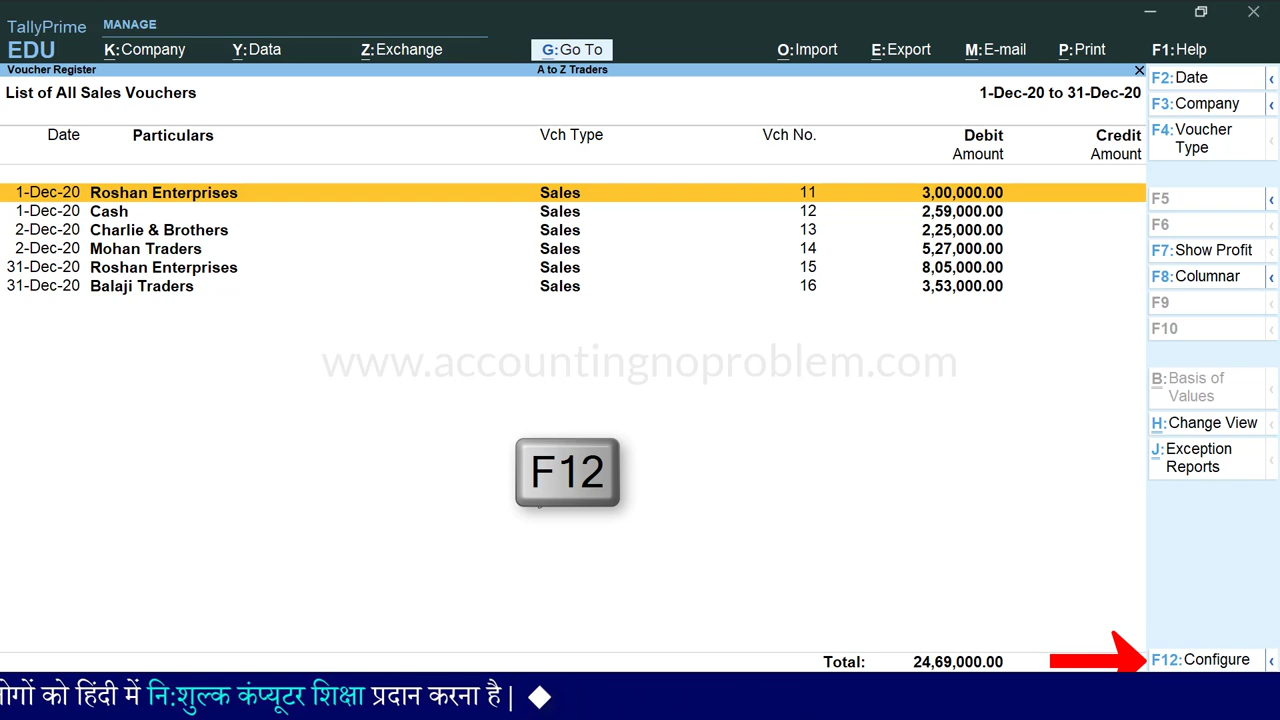 TallyPrime MANAGE
EDU K:Company Y:Data Z:Exchange G:Go To O:Import E:Export M:E-mail P:Print F1:Help
Voucher Register A to Z Traders
List of All Sales Vouchers 1-Dec-20 to 31-Dec-20
Date Particulars Vch Type Vch No. Debit Credit
Amount Amount
1-Dec-20 Roshan Enterprises Sales 11 3,00,000.00
1-Dec-20 Cash Sales 12 2,59,000.00
2-Dec-20 Charlie & Brothers Sales 13 2,25,000.00
2-Dec-20 Mohan Traders Sales 14 5,27,000.00
31-Dec-20 Roshan Enterprises Sales 15 8,05,000.00
31-Dec-20 Balaji Traders Sales 16 3,53,000.00
www.accountingnoproblem.com
F12
Total: 24,69,000.00
F2:Date
F3:Company
F4:Voucher
Type
F5
F6
F7:Show Profit
F8:Columnar
F9
F10
B:Basis of
Values
H:Change View
J:Exception
Reports
F12:Configure
को हिंदी में नि:शुल्क कंप्यूटर शिक्षा प्रदान करना है |